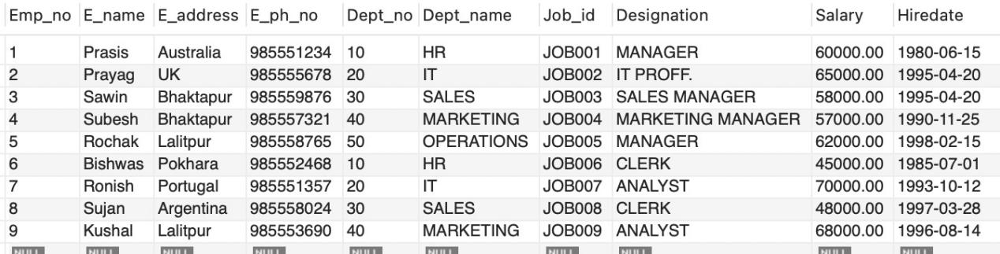 Emp_no E_name E_address E_ph_no Dept_no Dept_name Job_id Designation Salary Hiredate
1 Prasis Australia 985551234 10 HR JOB001 MANAGER 60000.00 1980-06-15
2 Prayag UK 985555678 20 IT JOB002 IT PROFF. 65000.00 1995-04-20
3 Sawin Bhaktapur 985559876 30 SALES JOB003 SALES MANAGER 58000.00 1995-04-20
4 Subesh Bhaktapur 985557321 40 MARKETING JOB004 MARKETING MANAGER 57000.00 1990-11-25
5 Rochak Lalitpur 985558765 50 OPERATIONS JOB005 MANAGER 62000.00 1998-02-15
6 Bishwas Pokhara 985552468 10 HR JOB006 CLERK 45000.00 1985-07-01
7 Ronish Portugal 985551357 20 IT JOB007 ANALYST 70000.00 1993-10-12
8 Sujan Argentina 985558024 30 SALES JOB008 CLERK 48000.00 1997-03-28
9 Kushal Lalitpur 985553690 40 MARKETING JOB009 ANALYST 68000.00 1996-08-14
NULL NULL NULL NULL NULL NULL NULL NULL NULL NULL